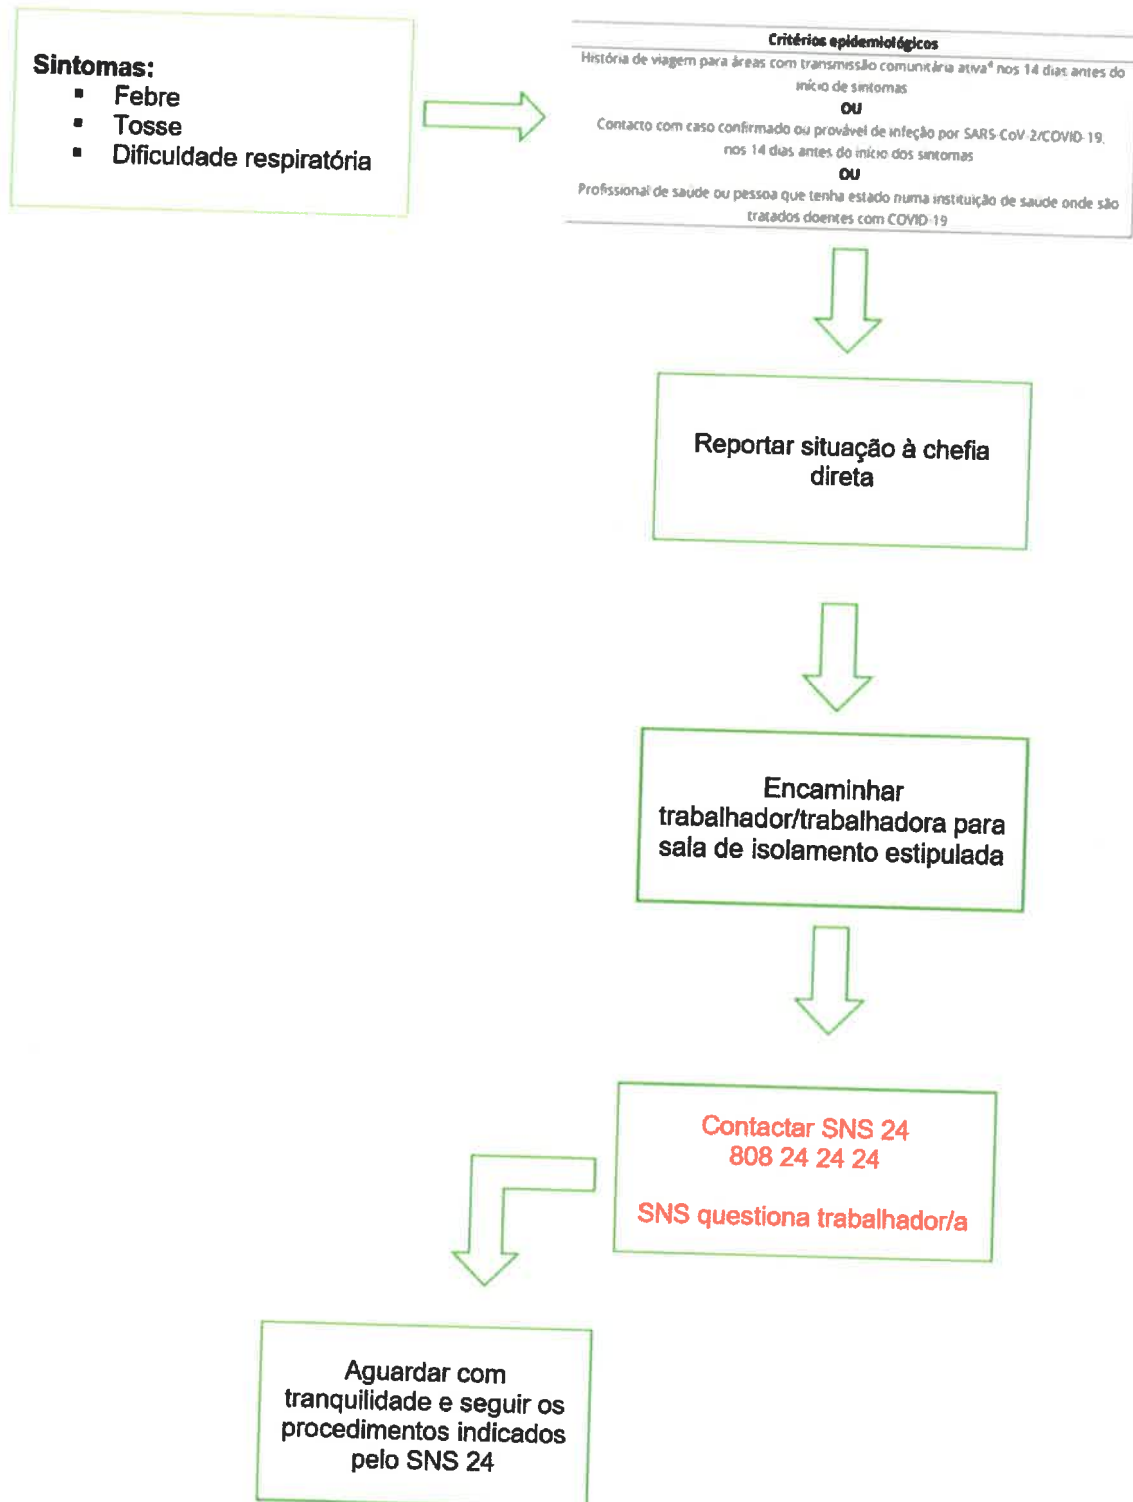 Sintomas:
▪ Febre
▪ Tosse
▪ Dificuldade respiratória
Critérios epidemiológicos
História de viagem para áreas com transmissão comunitária ativa⁴ nos 14 dias antes do
início de sintomas
OU
Contacto com caso confirmado ou provável de infeção por SARS-CoV-2/COVID-19,
nos 14 dias antes do início dos sintomas
OU
Profissional de saúde ou pessoa que tenha estado numa instituição de saúde onde são
tratados doentes com COVID-19
Reportar situação à chefia
direta
Encaminhar
trabalhador/trabalhadora para
sala de isolamento estipulada
Contactar SNS 24
808 24 24 24
SNS questiona trabalhador/a
Aguardar com
tranquilidade e seguir os
procedimentos indicados
pelo SNS 24